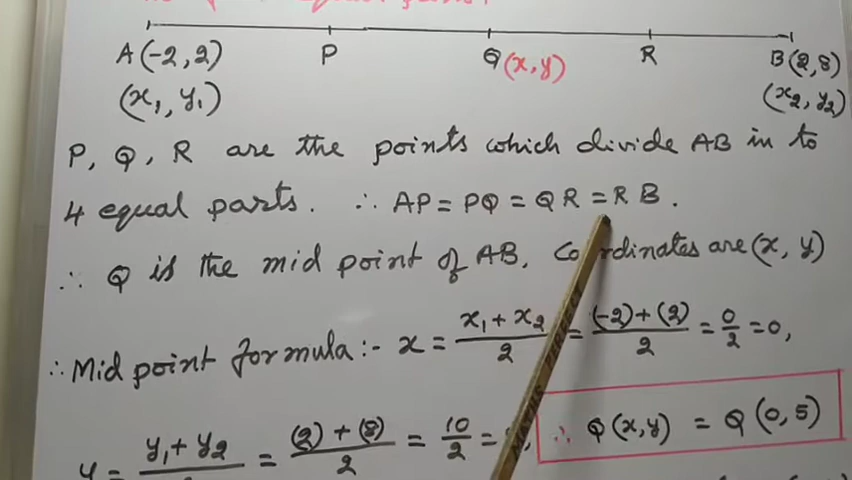 equal
A(-2,2) P Q(x,y) R B(2,8)
(x₁, y₁) (x₂, y₂)
P, Q, R are the points which divide AB in to
4 equal parts. ∴ AP = PQ = QR = RB.
∴ Q is the mid point of AB, Coordinates are (x, y)
∴ Mid point formula:- x = (x₁ + x₂)/2 = ((-2)+(2))/2 = 0/2 = 0,
y = (y₁ + y₂)/ = ((2)+(8))/2 = 10/2 = , ∴ Q(x,y) = Q(0,5)